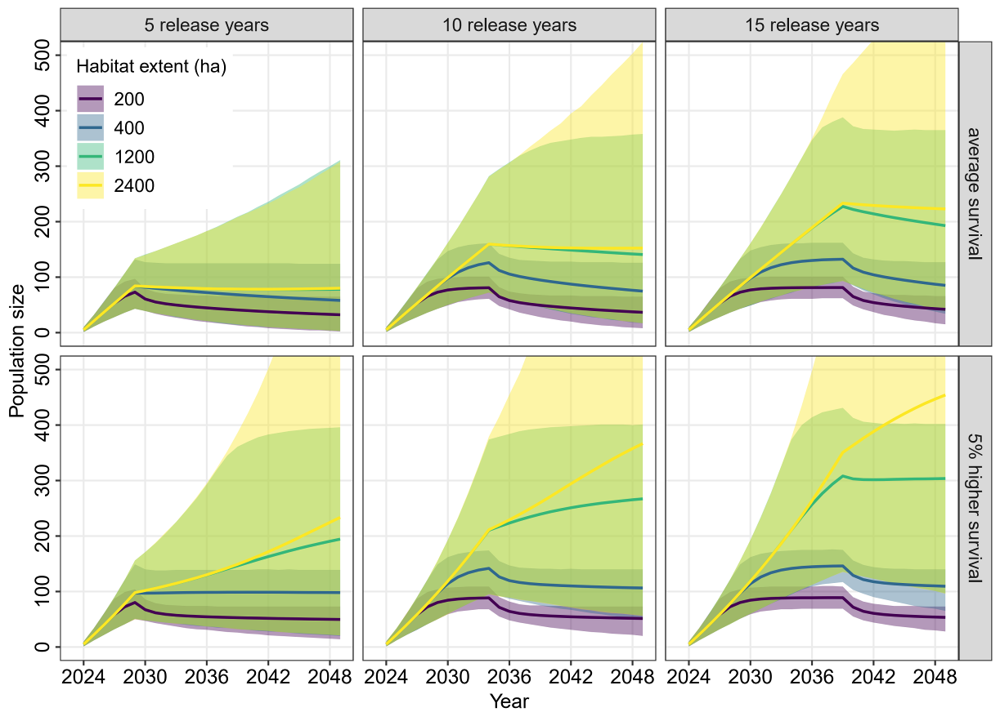 5 release years
10 release years
15 release years
Habitat extent (ha)
200
400
1200
2400
500
400
300
200
100
0
average survival
500
400
300
200
100
0
5% higher survival
Population size
2024 2030 2036 2042 2048
2024 2030 2036 2042 2048
2024 2030 2036 2042 2048
Year